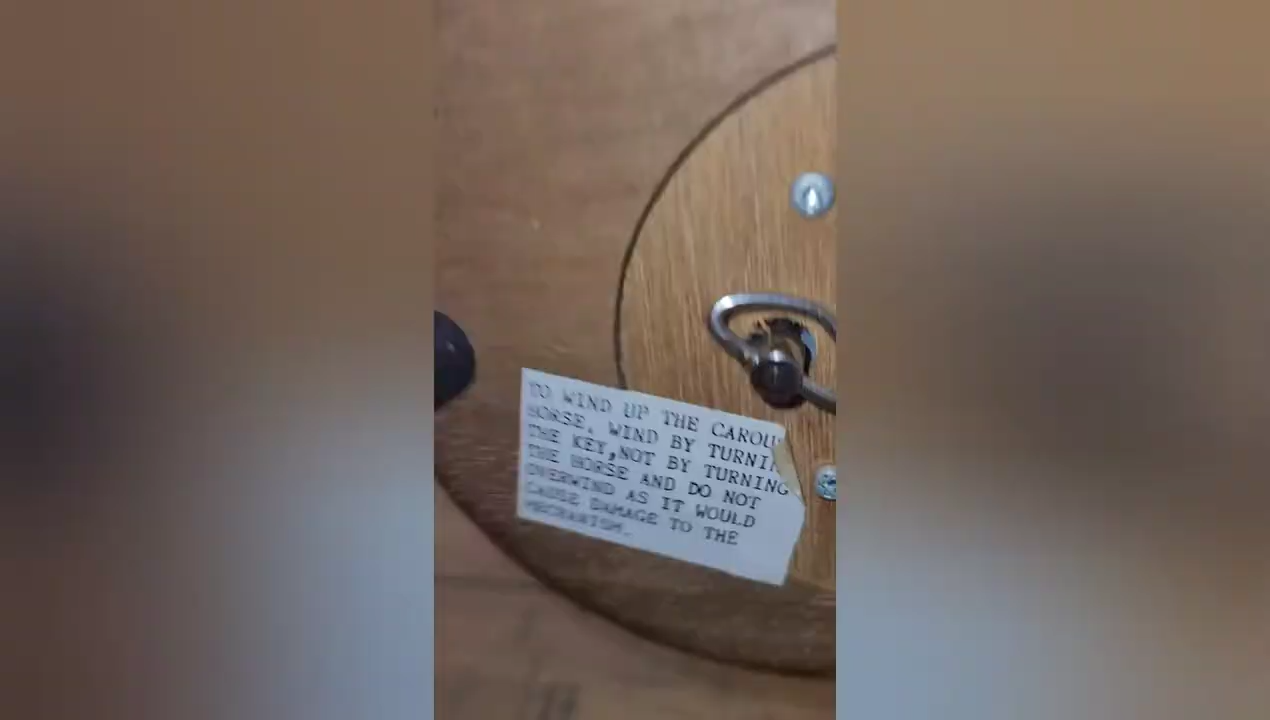 TO WIND UP THE CAROU
HORSE, WIND BY TURNIN
THE KEY,NOT BY TURNING
THE HORSE AND DO NOT
OVERWIND AS IT WOULD
CAUSE DAMAGE TO THE
MECHANISM.